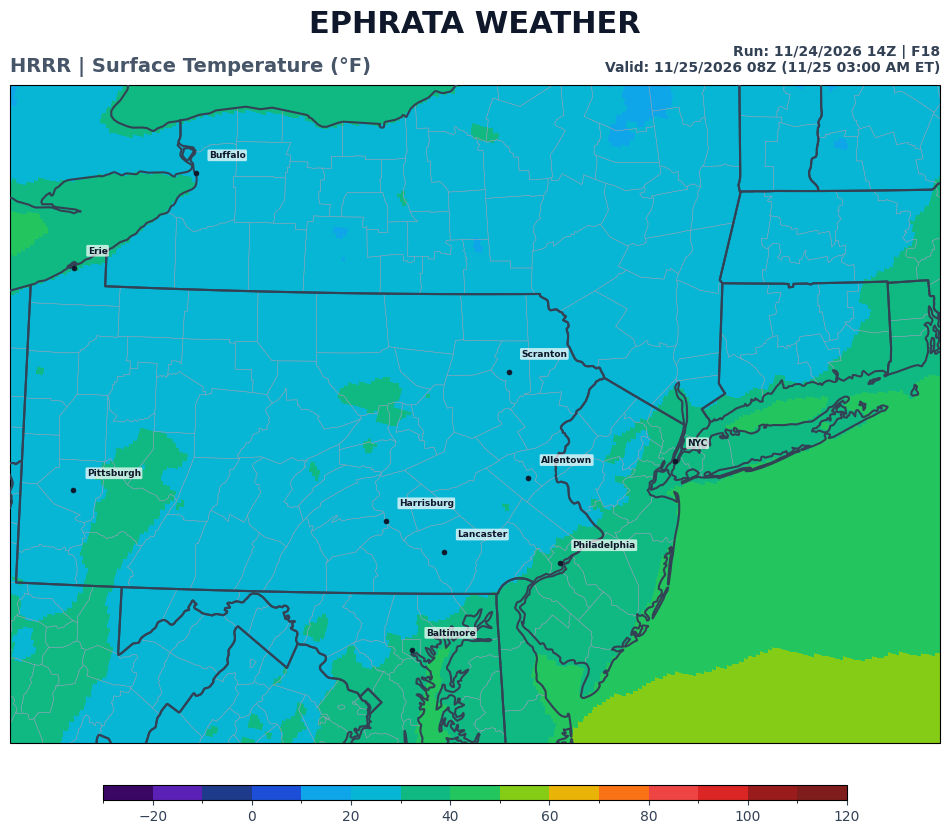 EPHRATA WEATHER
HRRR | Surface Temperature (°F)
Run: 11/24/2026 14Z | F18
Valid: 11/25/2026 08Z (11/25 03:00 AM ET)
Buffalo
Erie
Scranton
NYC
Allentown
Pittsburgh
Harrisburg
Lancaster
Philadelphia
Baltimore
−20 0 20 40 60 80 100 120